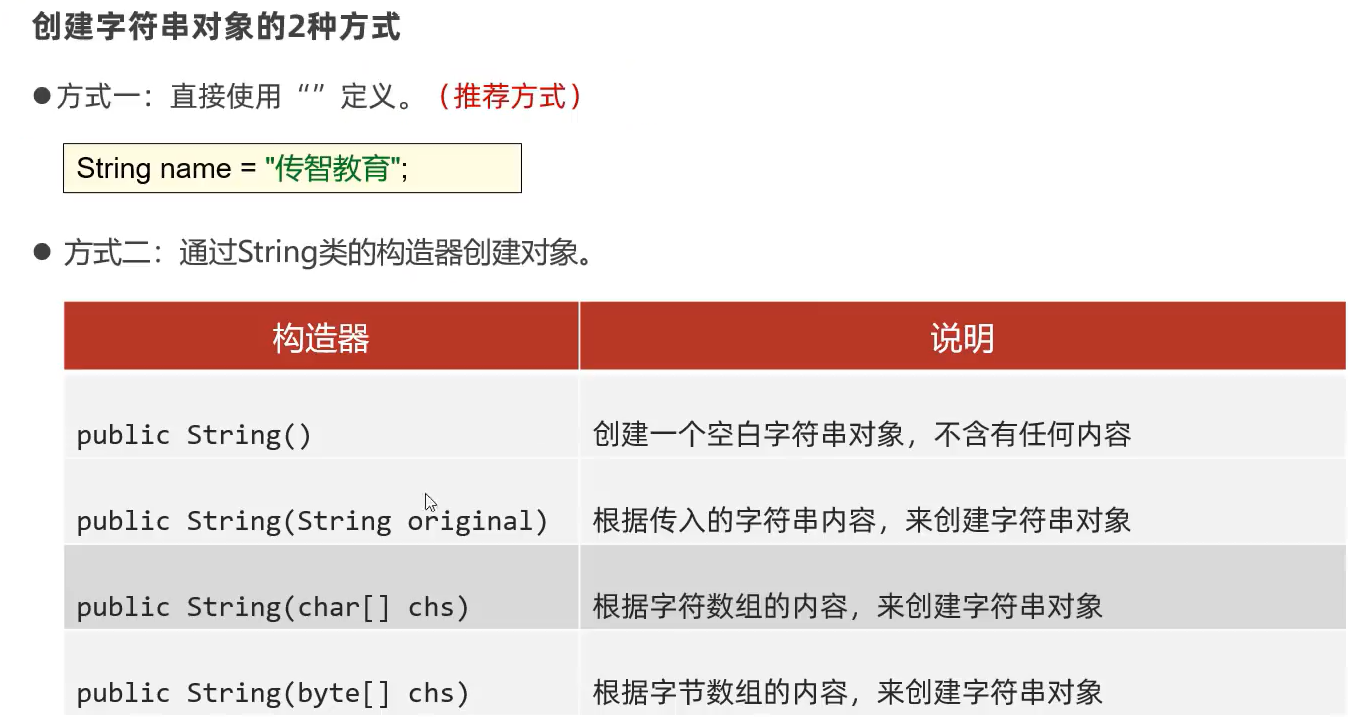 创建字符串对象的2种方式
●方式一：直接使用“”定义。（推荐方式）
String name = "传智教育";
● 方式二：通过String类的构造器创建对象。
构造器 说明
public String() 创建一个空白字符串对象，不含有任何内容
public String(String original) 根据传入的字符串内容，来创建字符串对象
public String(char[] chs) 根据字符数组的内容，来创建字符串对象
public String(byte[] chs) 根据字节数组的内容，来创建字符串对象